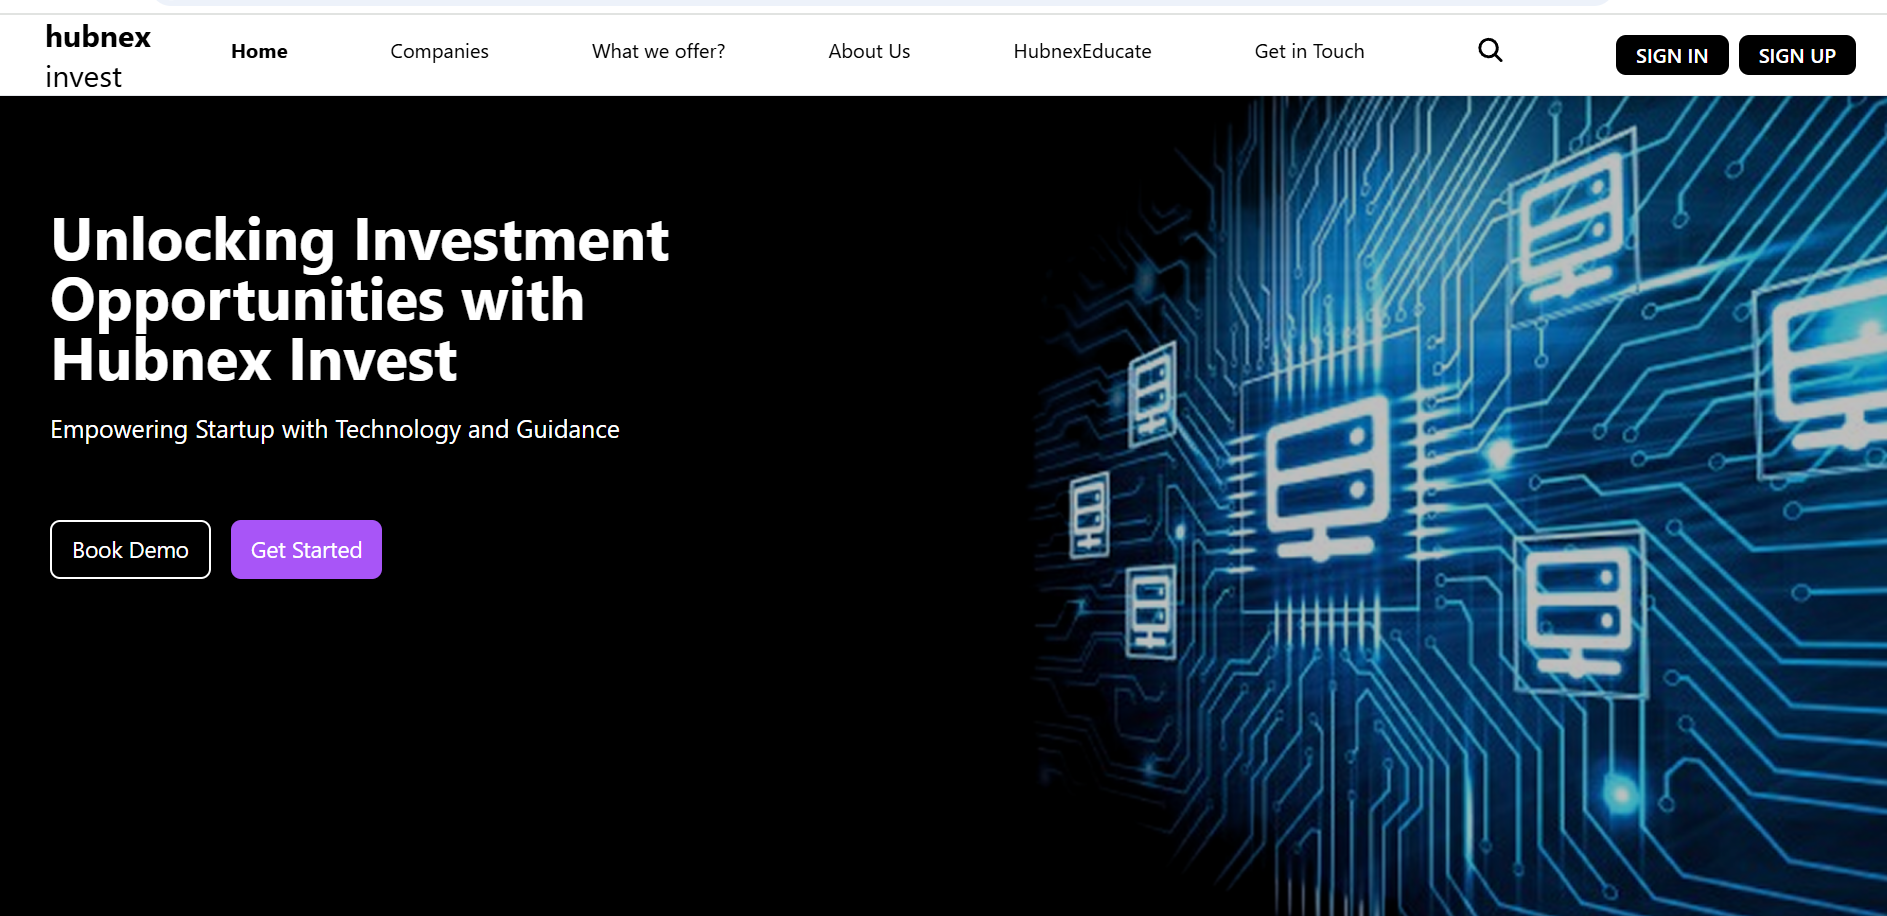 hubnex
invest
Home
Companies
What we offer?
About Us
HubnexEducate
Get in Touch
SIGN IN
SIGN UP
Unlocking Investment
Opportunities with
Hubnex Invest
Empowering Startup with Technology and Guidance
Book Demo
Get Started